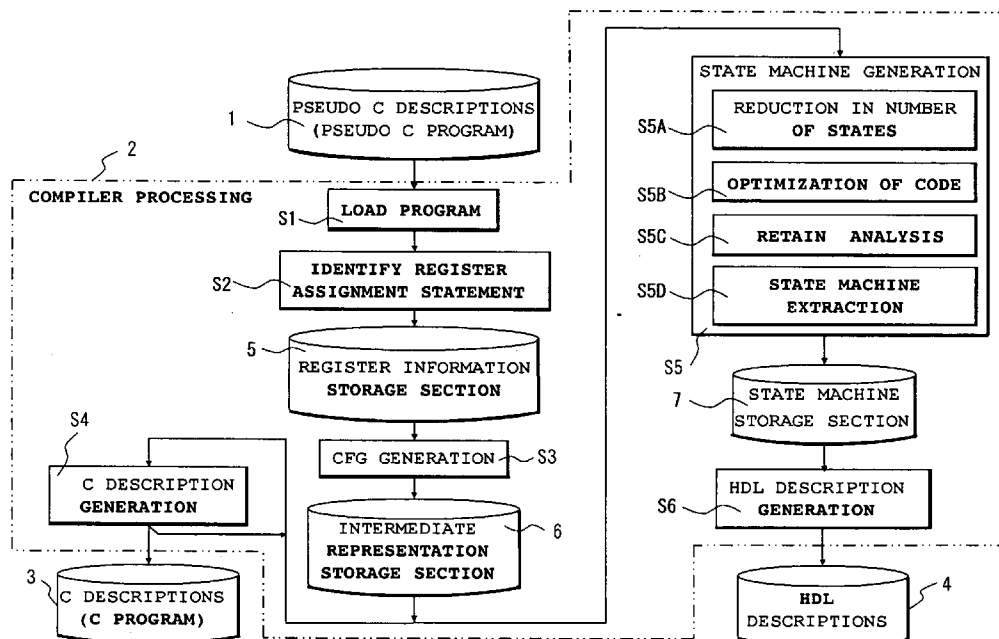 PSEUDO C DESCRIPTIONS
(PSEUDO C PROGRAM)
1
2
COMPILER PROCESSING
S1
LOAD PROGRAM
S2
IDENTIFY REGISTER
ASSIGNMENT STATEMENT
5
REGISTER INFORMATION
STORAGE SECTION
S4
CFG GENERATION
S3
C DESCRIPTION
GENERATION
INTERMEDIATE
REPRESENTATION
STORAGE SECTION
6
3
C DESCRIPTIONS
(C PROGRAM)
STATE MACHINE GENERATION
S5A
REDUCTION IN NUMBER
OF STATES
S5B
OPTIMIZATION OF CODE
S5C
RETAIN ANALYSIS
S5D
STATE MACHINE
EXTRACTION
S5
7
STATE MACHINE
STORAGE SECTION
S6
HDL DESCRIPTION
GENERATION
HDL
DESCRIPTIONS
4